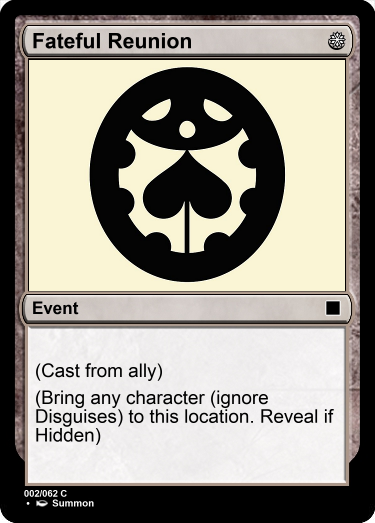 Fateful Reunion
Event
(Cast from ally)
(Bring any character (ignore
Disguises) to this location. Reveal if
Hidden)
002/062 C
• Summon